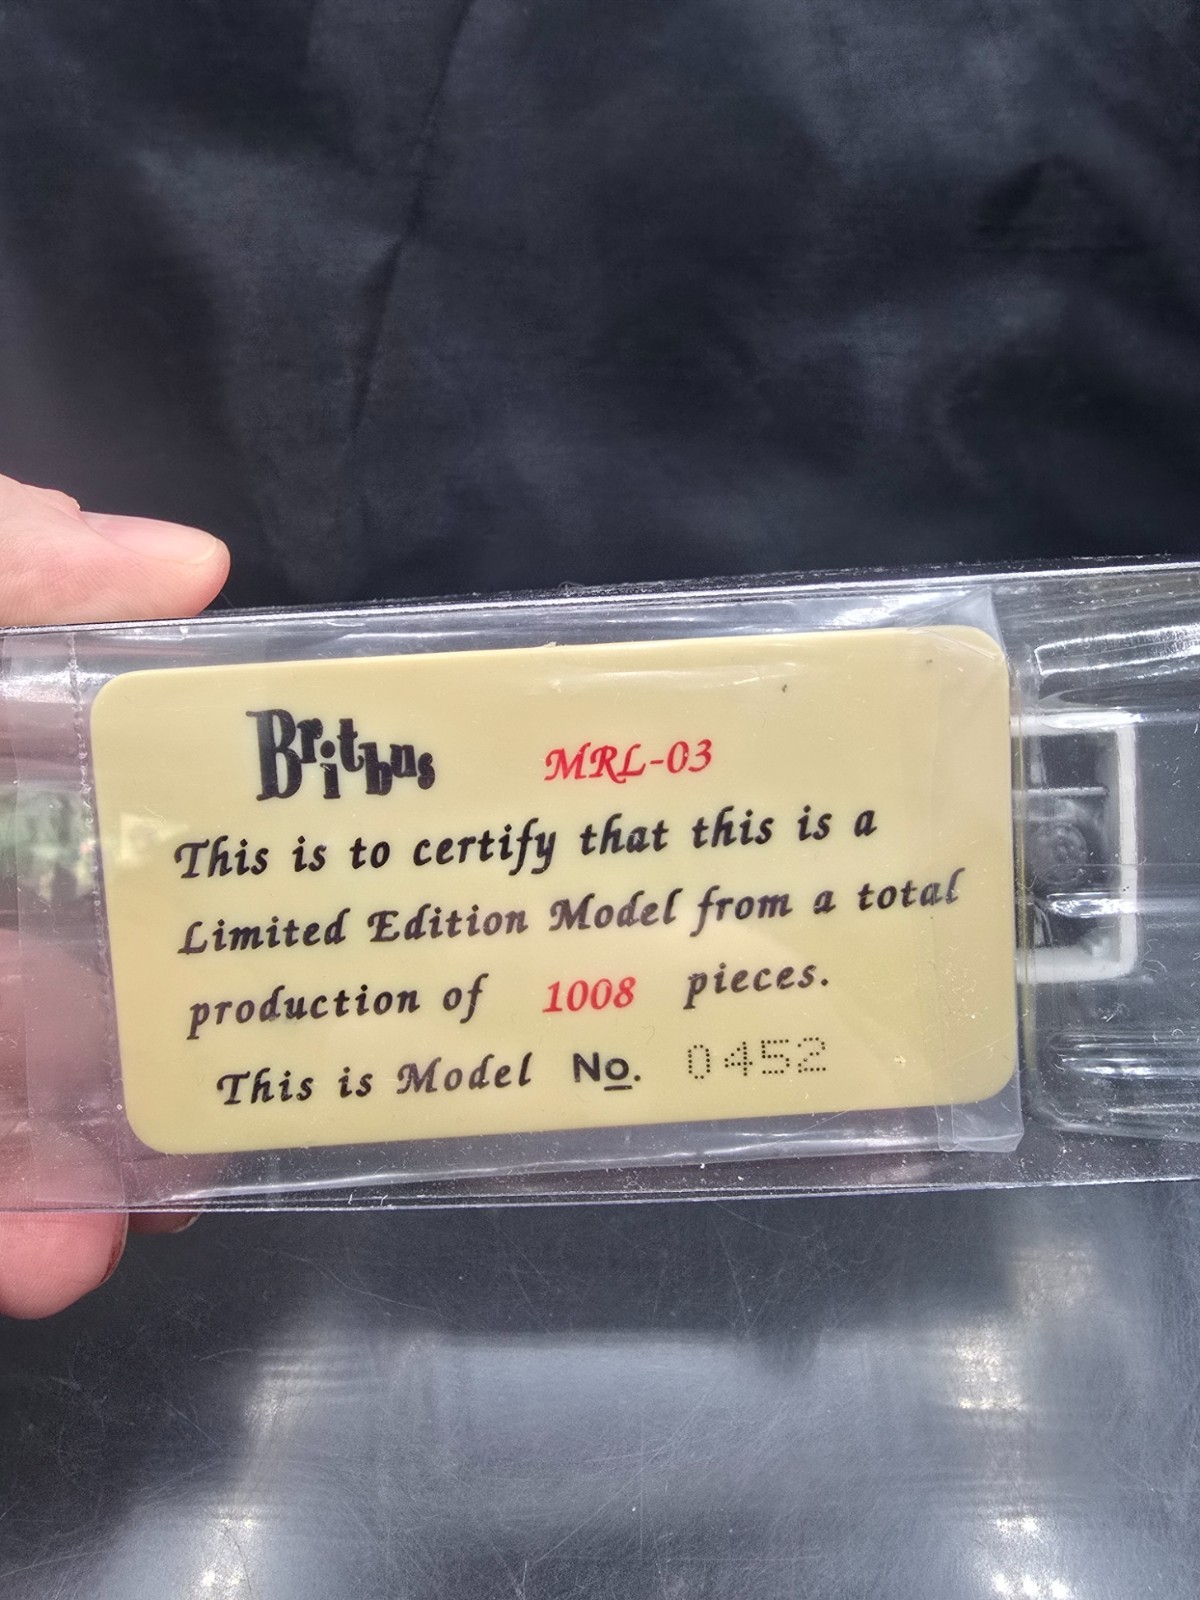 Britbus MRL-03
This is to certify that this is a
Limited Edition Model from a total
production of 1008 pieces.
This is Model No. 0452